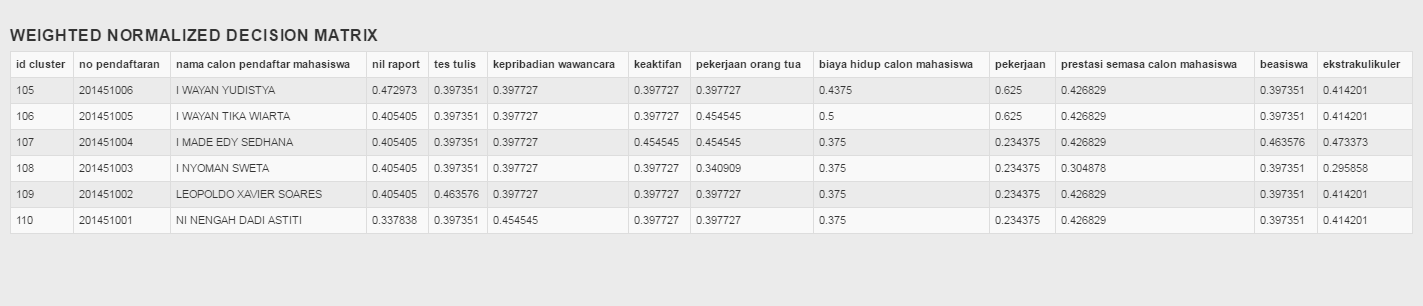 WEIGHTED NORMALIZED DECISION MATRIX
id cluster no pendaftaran nama calon pendaftar mahasiswa nil raport tes tulis kepribadian wawancara keaktifan pekerjaan orang tua biaya hidup calon mahasiswa pekerjaan prestasi semasa calon mahasiswa beasiswa ekstrakulikuler
105 201451006 I WAYAN YUDISTYA 0.472973 0.397351 0.397727 0.397727 0.397727 0.4375 0.625 0.426829 0.397351 0.414201
106 201451005 I WAYAN TIKA WIARTA 0.405405 0.397351 0.397727 0.397727 0.454545 0.5 0.625 0.426829 0.397351 0.414201
107 201451004 I MADE EDY SEDHANA 0.405405 0.397351 0.397727 0.454545 0.454545 0.375 0.234375 0.426829 0.463576 0.473373
108 201451003 I NYOMAN SWETA 0.405405 0.397351 0.397727 0.397727 0.340909 0.375 0.234375 0.304878 0.397351 0.295858
109 201451002 LEOPOLDO XAVIER SOARES 0.405405 0.463576 0.397727 0.397727 0.397727 0.375 0.234375 0.426829 0.397351 0.414201
110 201451001 NI NENGAH DADI ASTITI 0.337838 0.397351 0.454545 0.397727 0.397727 0.375 0.234375 0.426829 0.397351 0.414201